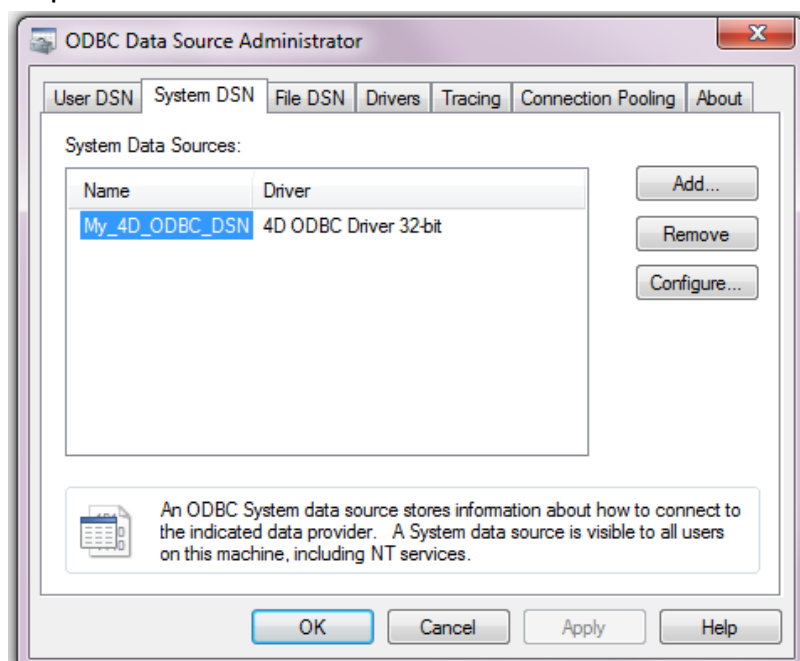 ODBC Data Source Administrator
X
User DSN System DSN File DSN Drivers Tracing Connection Pooling About
System Data Sources:
Name Driver Add...
My_4D_ODBC_DSN 4D ODBC Driver 32-bit Remove
Configure...
An ODBC System data source stores information about how to connect to
the indicated data provider. A System data source is visible to all users
on this machine, including NT services.
OK Cancel Apply Help